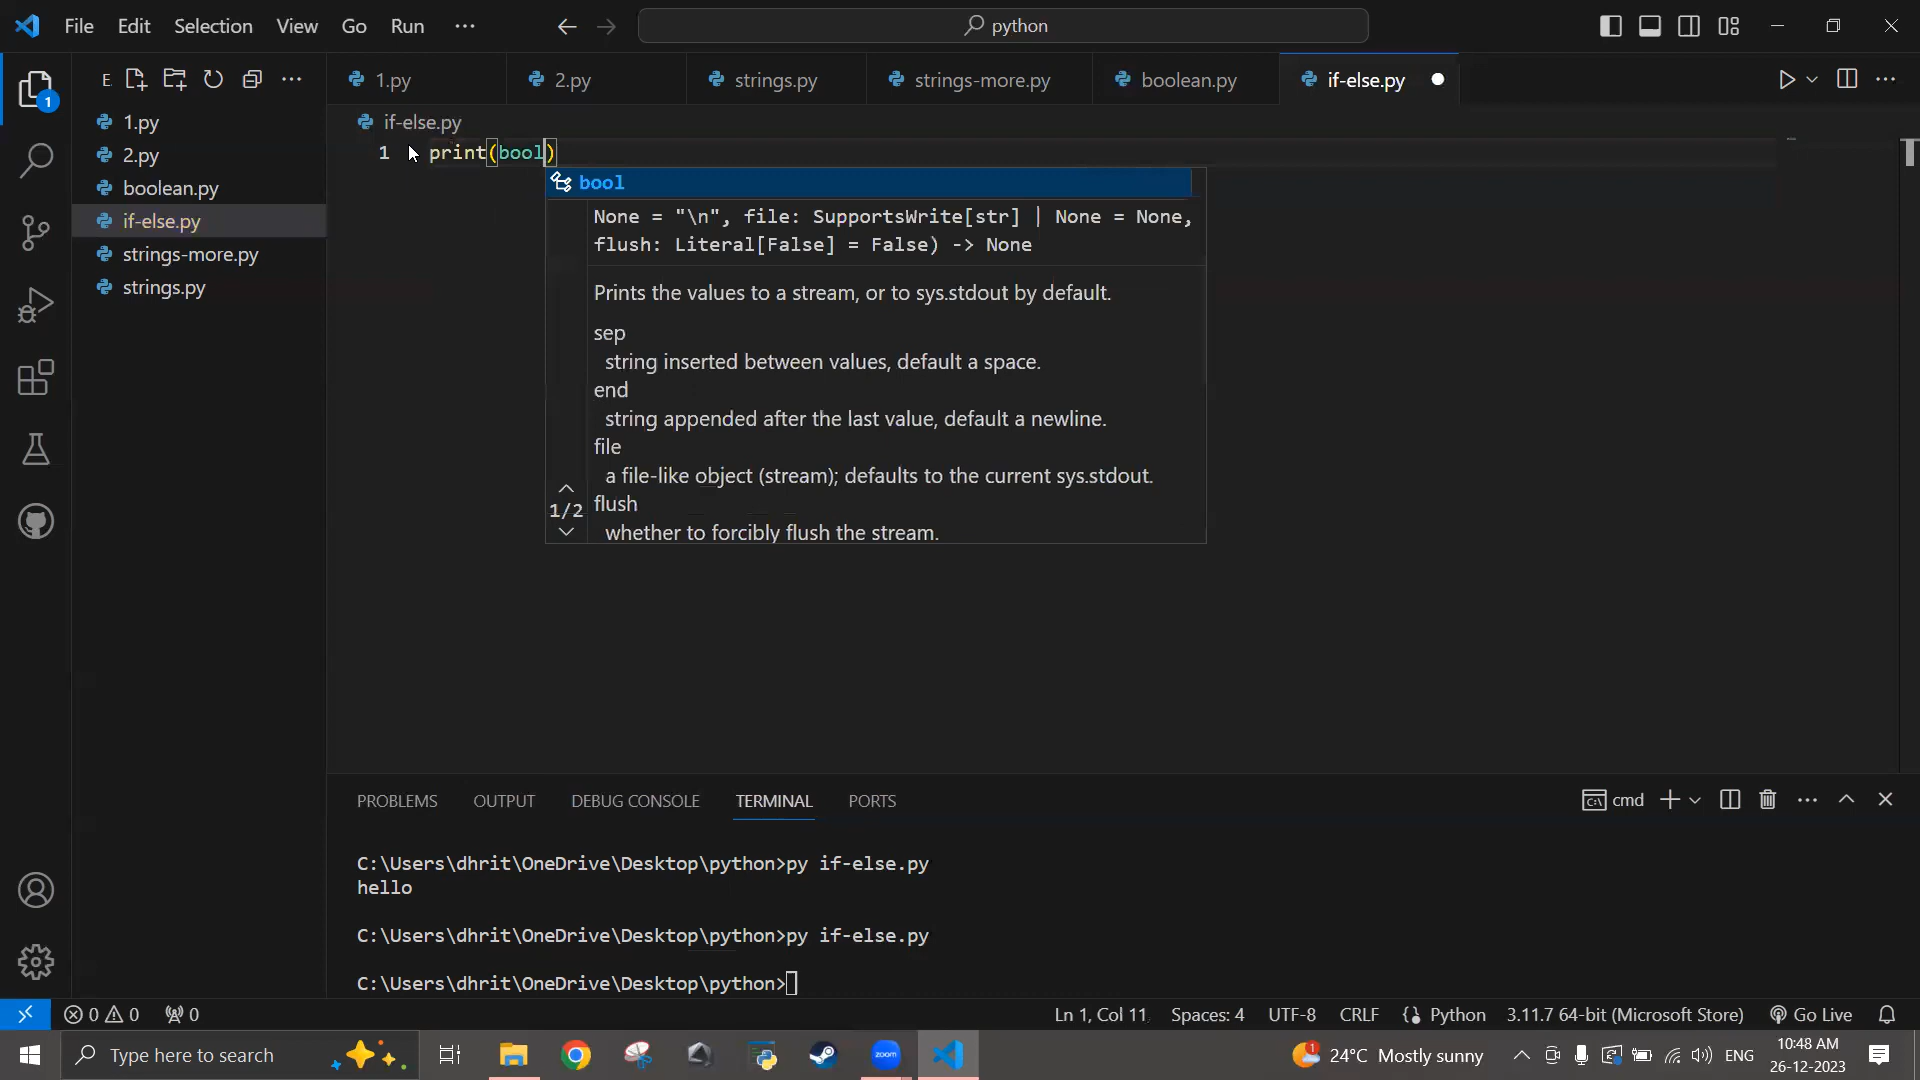 File Edit Selection View Go Run ...
python
E
1.py
2.py
strings.py
strings-more.py
boolean.py
if-else.py
1
1.py
2.py
boolean.py
if-else.py
strings-more.py
strings.py
if-else.py
1 print(bool)
bool
None = "\n", file: SupportsWrite[str] | None = None,
flush: Literal[False] = False) -> None
Prints the values to a stream, or to sys.stdout by default.
sep
string inserted between values, default a space.
end
string appended after the last value, default a newline.
file
a file-like object (stream); defaults to the current sys.stdout.
1/2
flush
whether to forcibly flush the stream.
PROBLEMS OUTPUT DEBUG CONSOLE TERMINAL PORTS
cmd
C:\Users\dhrit\OneDrive\Desktop\python>py if-else.py
hello
C:\Users\dhrit\OneDrive\Desktop\python>py if-else.py
C:\Users\dhrit\OneDrive\Desktop\python>
0 0 0 Ln 1, Col 11 Spaces: 4 UTF-8 CRLF Python 3.11.7 64-bit (Microsoft Store) Go Live
Type here to search
zoom
1
24°C Mostly sunny
ENG
10:48 AM
26-12-2023